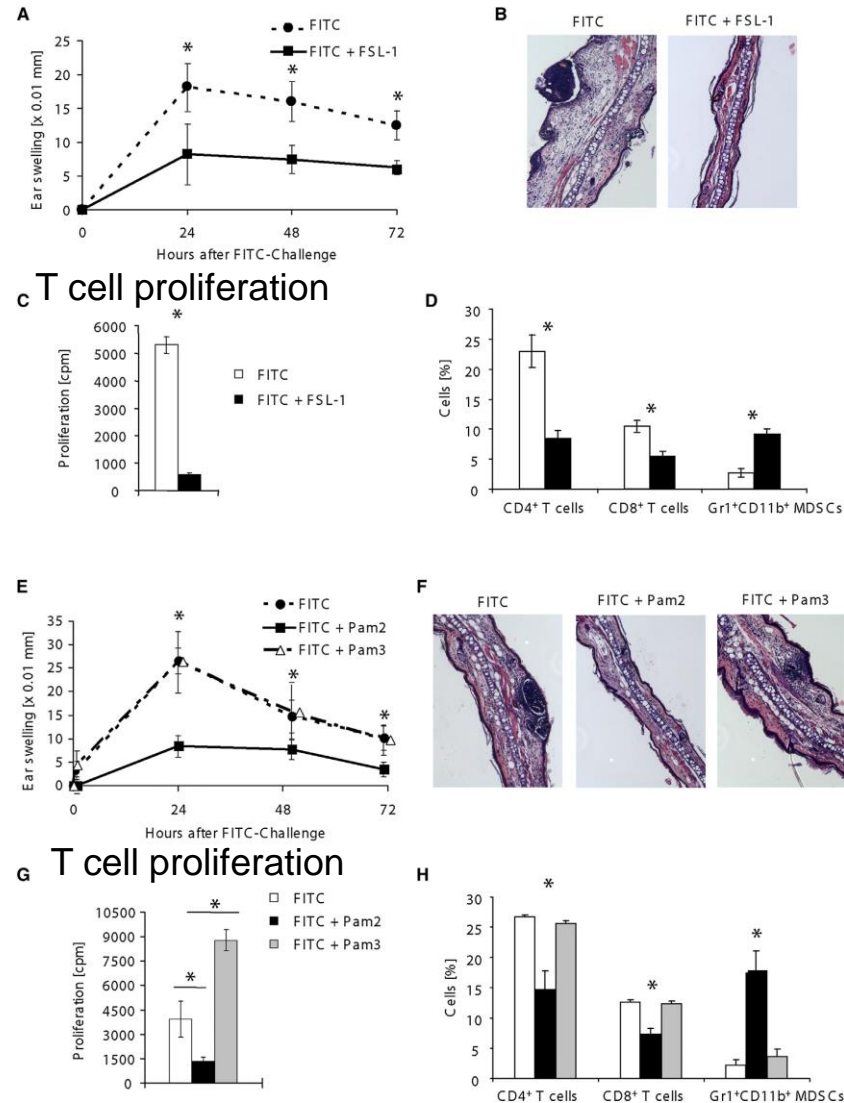 A
FITC
FITC + FSL-1
Ear swelling [x 0.01 mm]
25
20
15
10
5
0
*
*
*
0
24
48
72
Hours after FITC-Challenge
B
FITC
FITC + FSL-1
T cell proliferation
C
*
Proliferation [cpm]
6000
5000
4000
3000
2000
1000
0
FITC
FITC + FSL-1
D
Cells [%]
30
25
20
15
10
5
0
*
*
*
CD4+ T cells
CD8+ T cells
Gr1+CD11b+ MDSCs
E
FITC
FITC + Pam2
FITC + Pam3
Ear swelling [x 0.01 mm]
35
30
25
20
15
10
5
0
*
*
*
0
24
48
72
Hours after FITC-Challenge
F
FITC
FITC + Pam2
FITC + Pam3
T cell proliferation
G
FITC
FITC + Pam2
FITC + Pam3
Proliferation [cpm]
10500
9000
7500
6000
4500
3000
1500
0
*
*
H
Cells [%]
30
25
20
15
10
5
0
*
*
*
CD4+ T cells
CD8+ T cells
Gr1+CD11b+ MDSCs